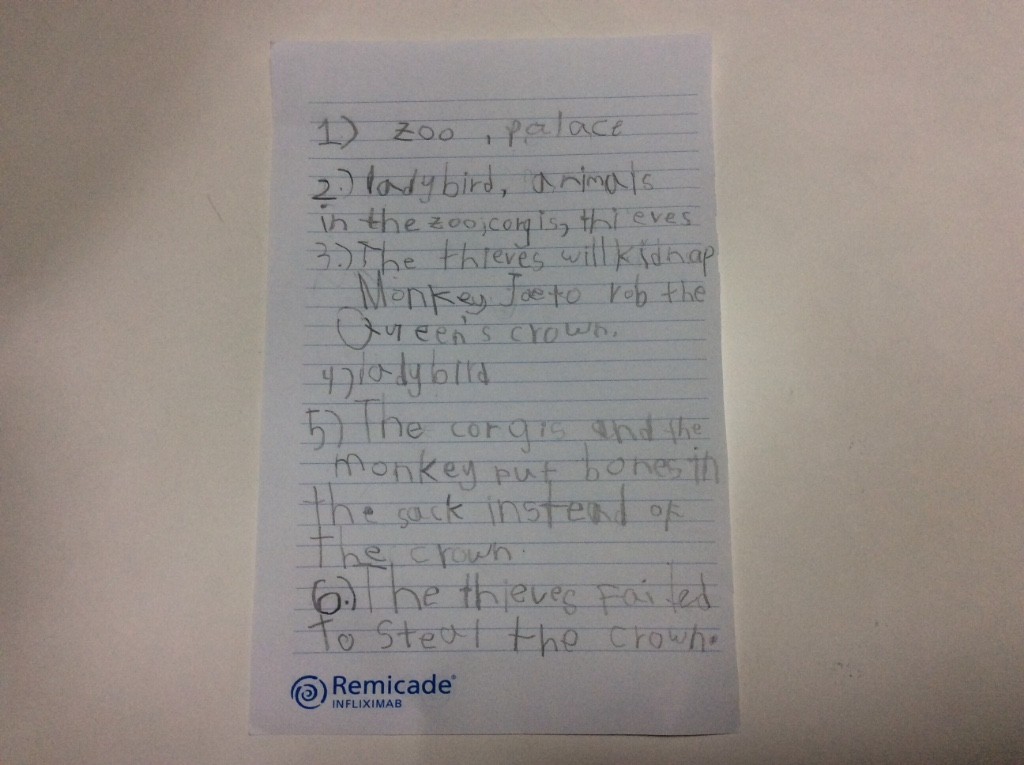 1) zoo , palace
2.) ladybird, animals
in the zoo, corgis, thieves
3.) The thieves will kidnap
Monkey Joe to rob the
Queen's crown.
4) ladybird
5) The corgis and the
monkey put bones in
the sack instead of
the crown.
6.) The thieves failed
To steal the crown.
Remicade®
INFLIXIMAB